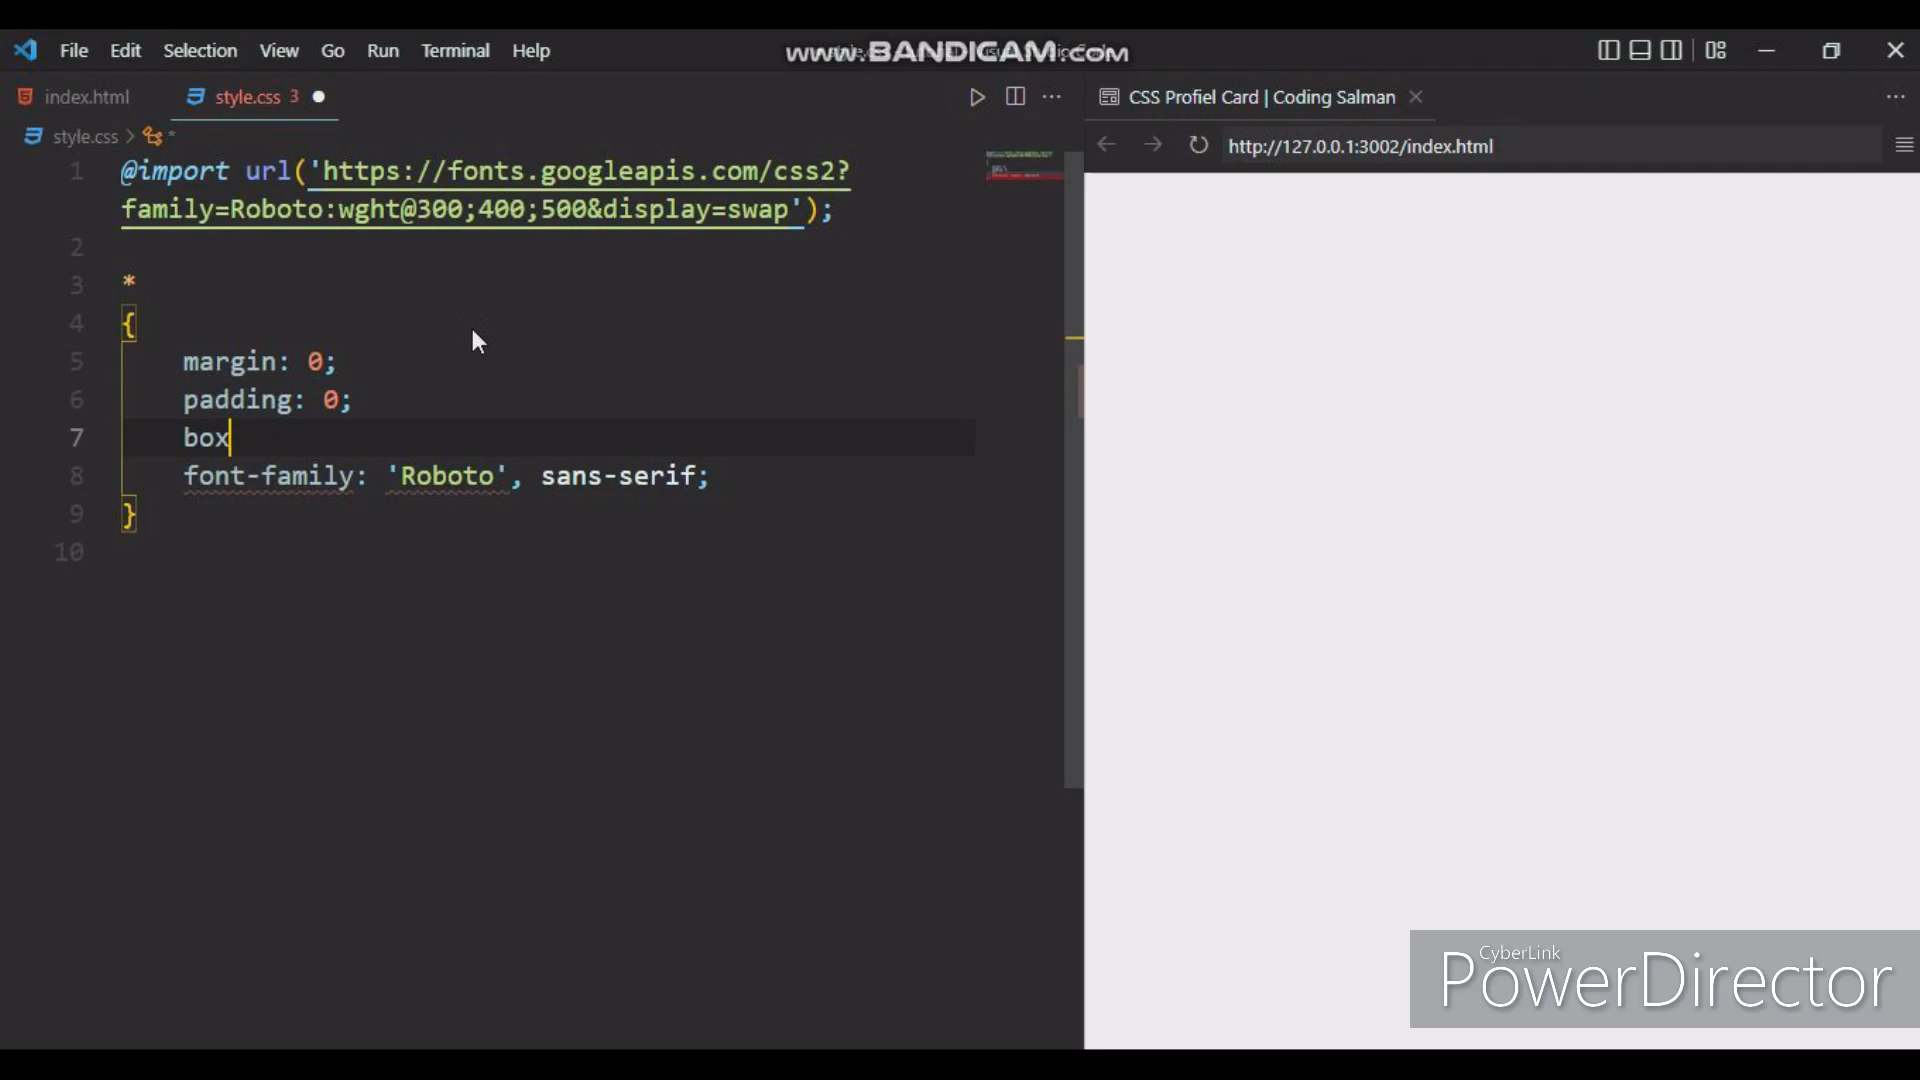 File Edit Selection View Go Run Terminal Help
www.BANDICAM.com
index.html
style.css 3
CSS Profiel Card | Coding Salman
style.css > *
http://127.0.0.1:3002/index.html
1 @import url('https://fonts.googleapis.com/css2?
family=Roboto:wght@300;400;500&display=swap');
2
3 *
4 {
5 margin: 0;
6 padding: 0;
7 box
8 font-family: 'Roboto', sans-serif;
9 }
10
CyberLink
PowerDirector